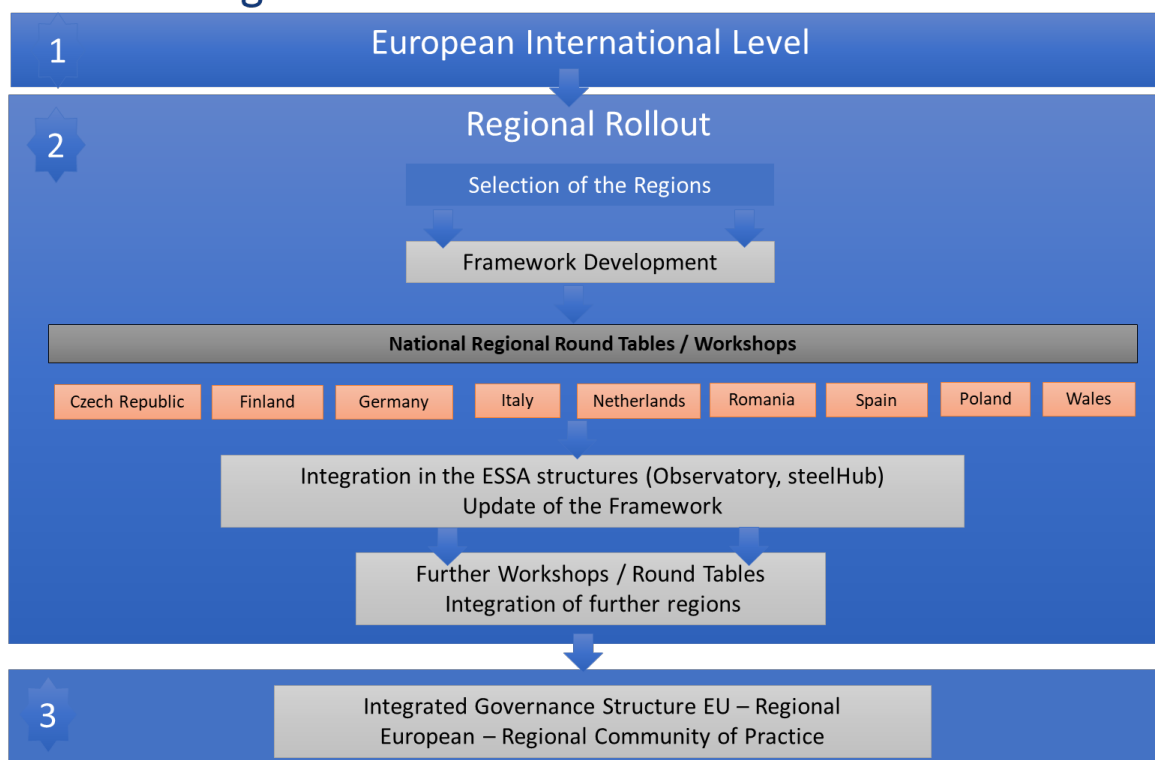 1
European International Level
2
Regional Rollout
Selection of the Regions
Framework Development
National Regional Round Tables / Workshops
Czech Republic
Finland
Germany
Italy
Netherlands
Romania
Spain
Poland
Wales
Integration in the ESSA structures (Observatory, steelHub)
Update of the Framework
Further Workshops / Round Tables
Integration of further regions
3
Integrated Governance Structure EU – Regional
European – Regional Community of Practice